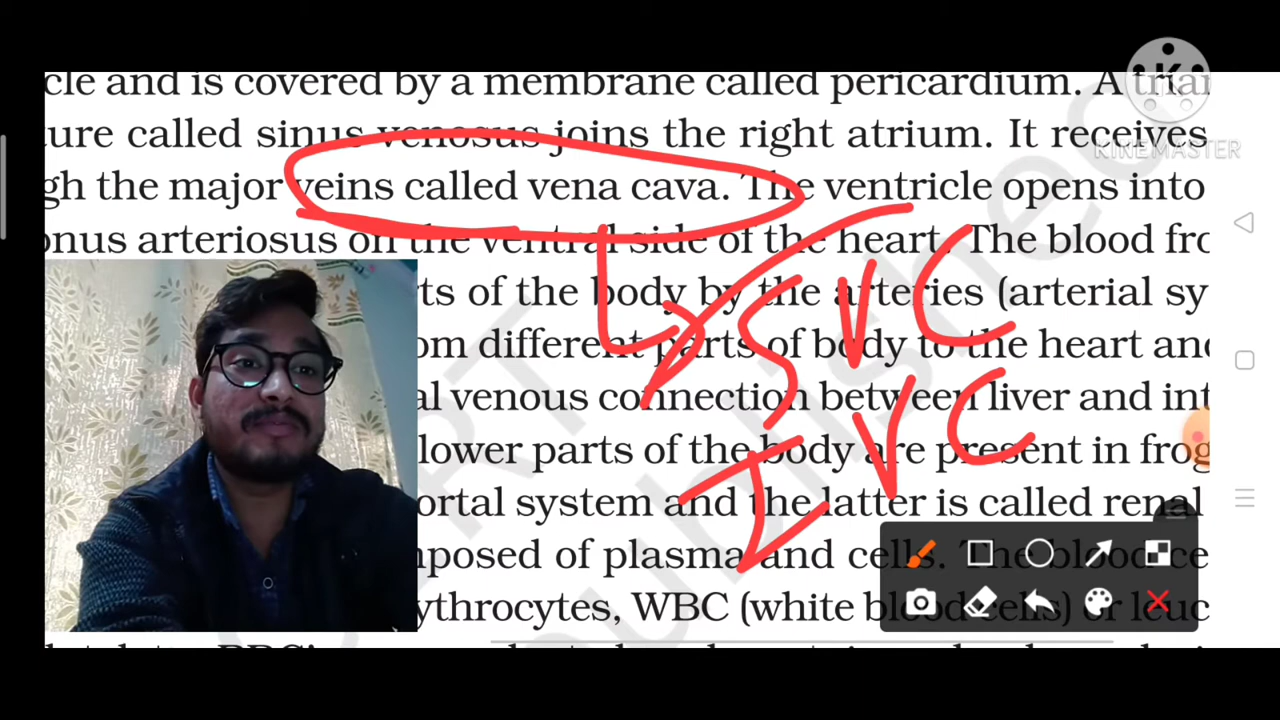 cle and is covered by a membrane called pericardium. A trian
ture called sinus venosus joins the right atrium. It receives
gh the major veins called vena cava. The ventricle opens into
onus arteriosus on the ventral side of the heart. The blood fro
rts of the body by the arteries (arterial sy
SVC
om different parts of body to the heart and
al venous connection between liver and int
IVC
lower parts of the body are present in frog
ortal system and the latter is called renal
mposed of plasma and cells. The blood ce
ythrocytes, WBC (white blood cells) or leuc
KINEMASTER